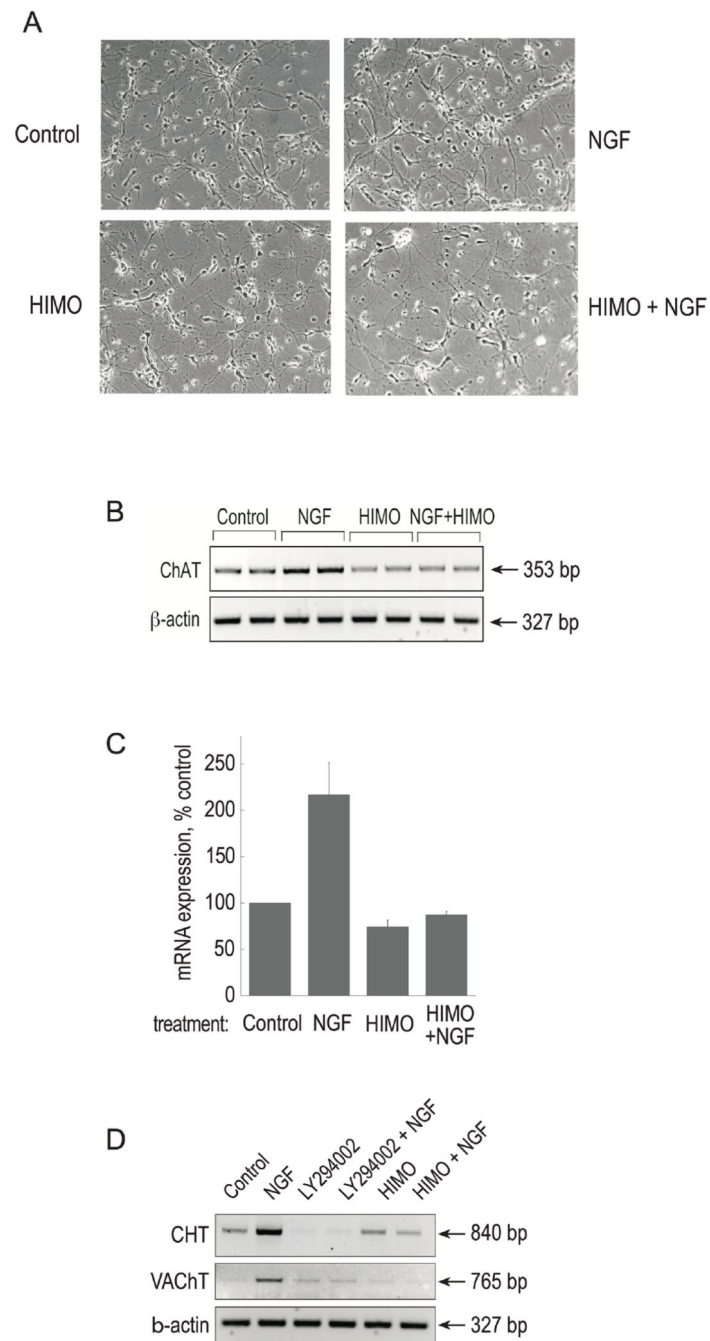 A
Control
NGF
HIMO
HIMO + NGF
B
Control NGF HIMO NGF+HIMO
ChAT 353 bp
β-actin 327 bp
C
mRNA expression, % control
250
200
150
100
50
0
treatment: Control NGF HIMO HIMO
+NGF
D
Control NGF LY294002 LY294002 + NGF HIMO HIMO + NGF
CHT 840 bp
VAChT 765 bp
b-actin 327 bp